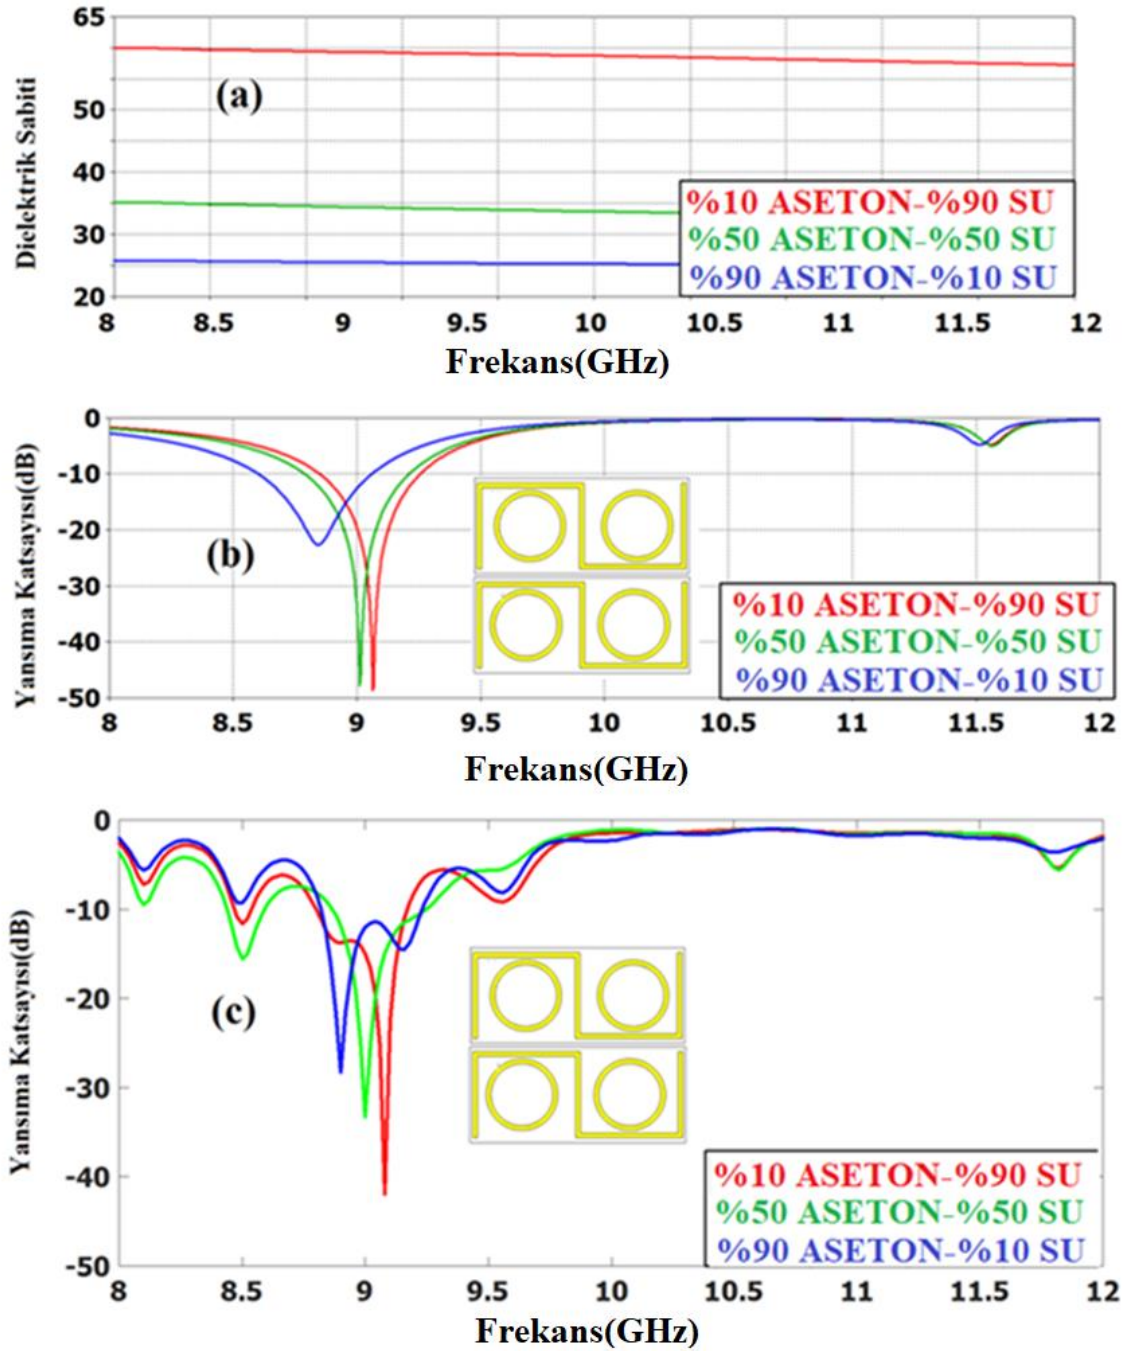 65
50
40
30
20
Dielektrik Sabiti
(a)
%10 ASETON-%90 SU
%50 ASETON-%50 SU
%90 ASETON-%10 SU
8 8.5 9 9.5 10 10.5 11 11.5 12
Frekans(GHz)
0
-10
-20
-30
-40
-50
Yansıma Katsayısı(dB)
(b)
%10 ASETON-%90 SU
%50 ASETON-%50 SU
%90 ASETON-%10 SU
8 8.5 9 9.5 10 10.5 11 11.5 12
Frekans(GHz)
0
-10
-20
-30
-40
-50
Yansıma Katsayısı(dB)
(c)
%10 ASETON-%90 SU
%50 ASETON-%50 SU
%90 ASETON-%10 SU
8 8.5 9 9.5 10 10.5 11 11.5 12
Frekans(GHz)